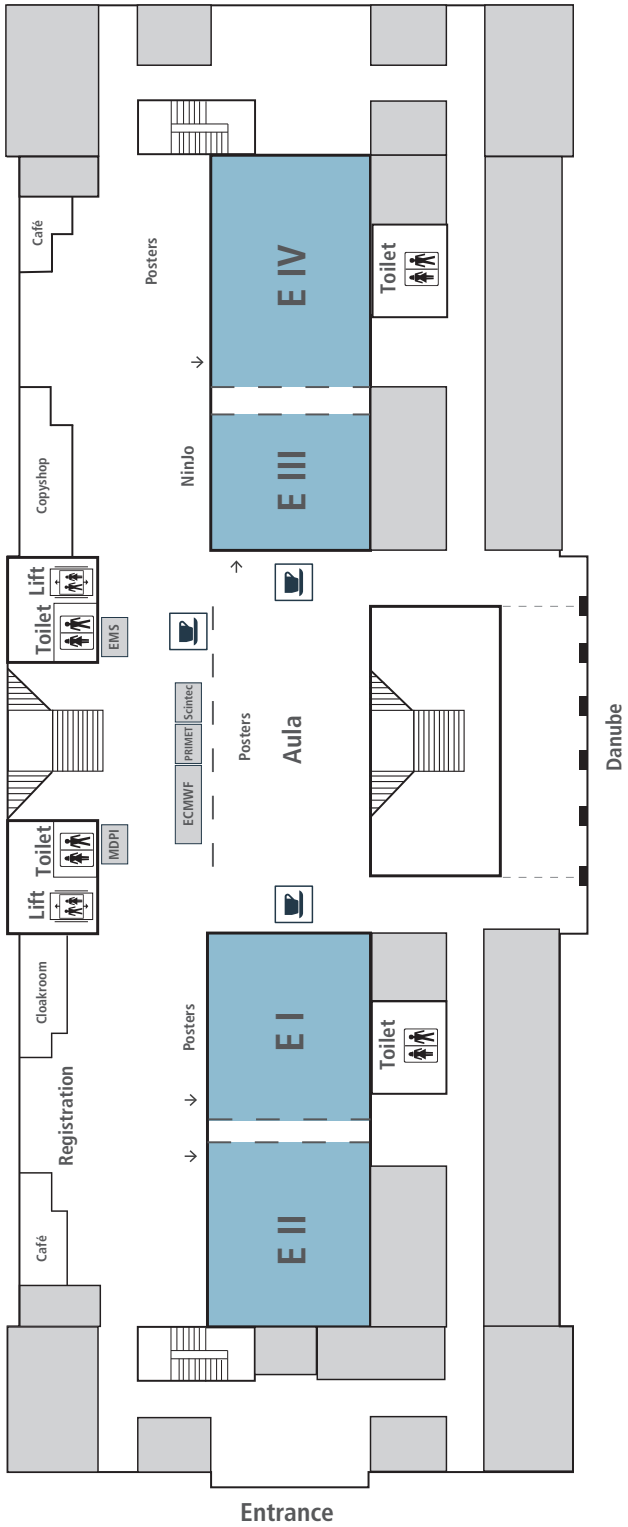 Café
Posters
E IV
Toilet
Copyshop
NinJo
E III
Lift
Toilet
EMS
Scintec
PRIMET
ECMWF
Posters
Aula
Danube
MDPI
Toilet
Lift
Cloakroom
Posters
E I
Toilet
Registration
Café
E II
Entrance